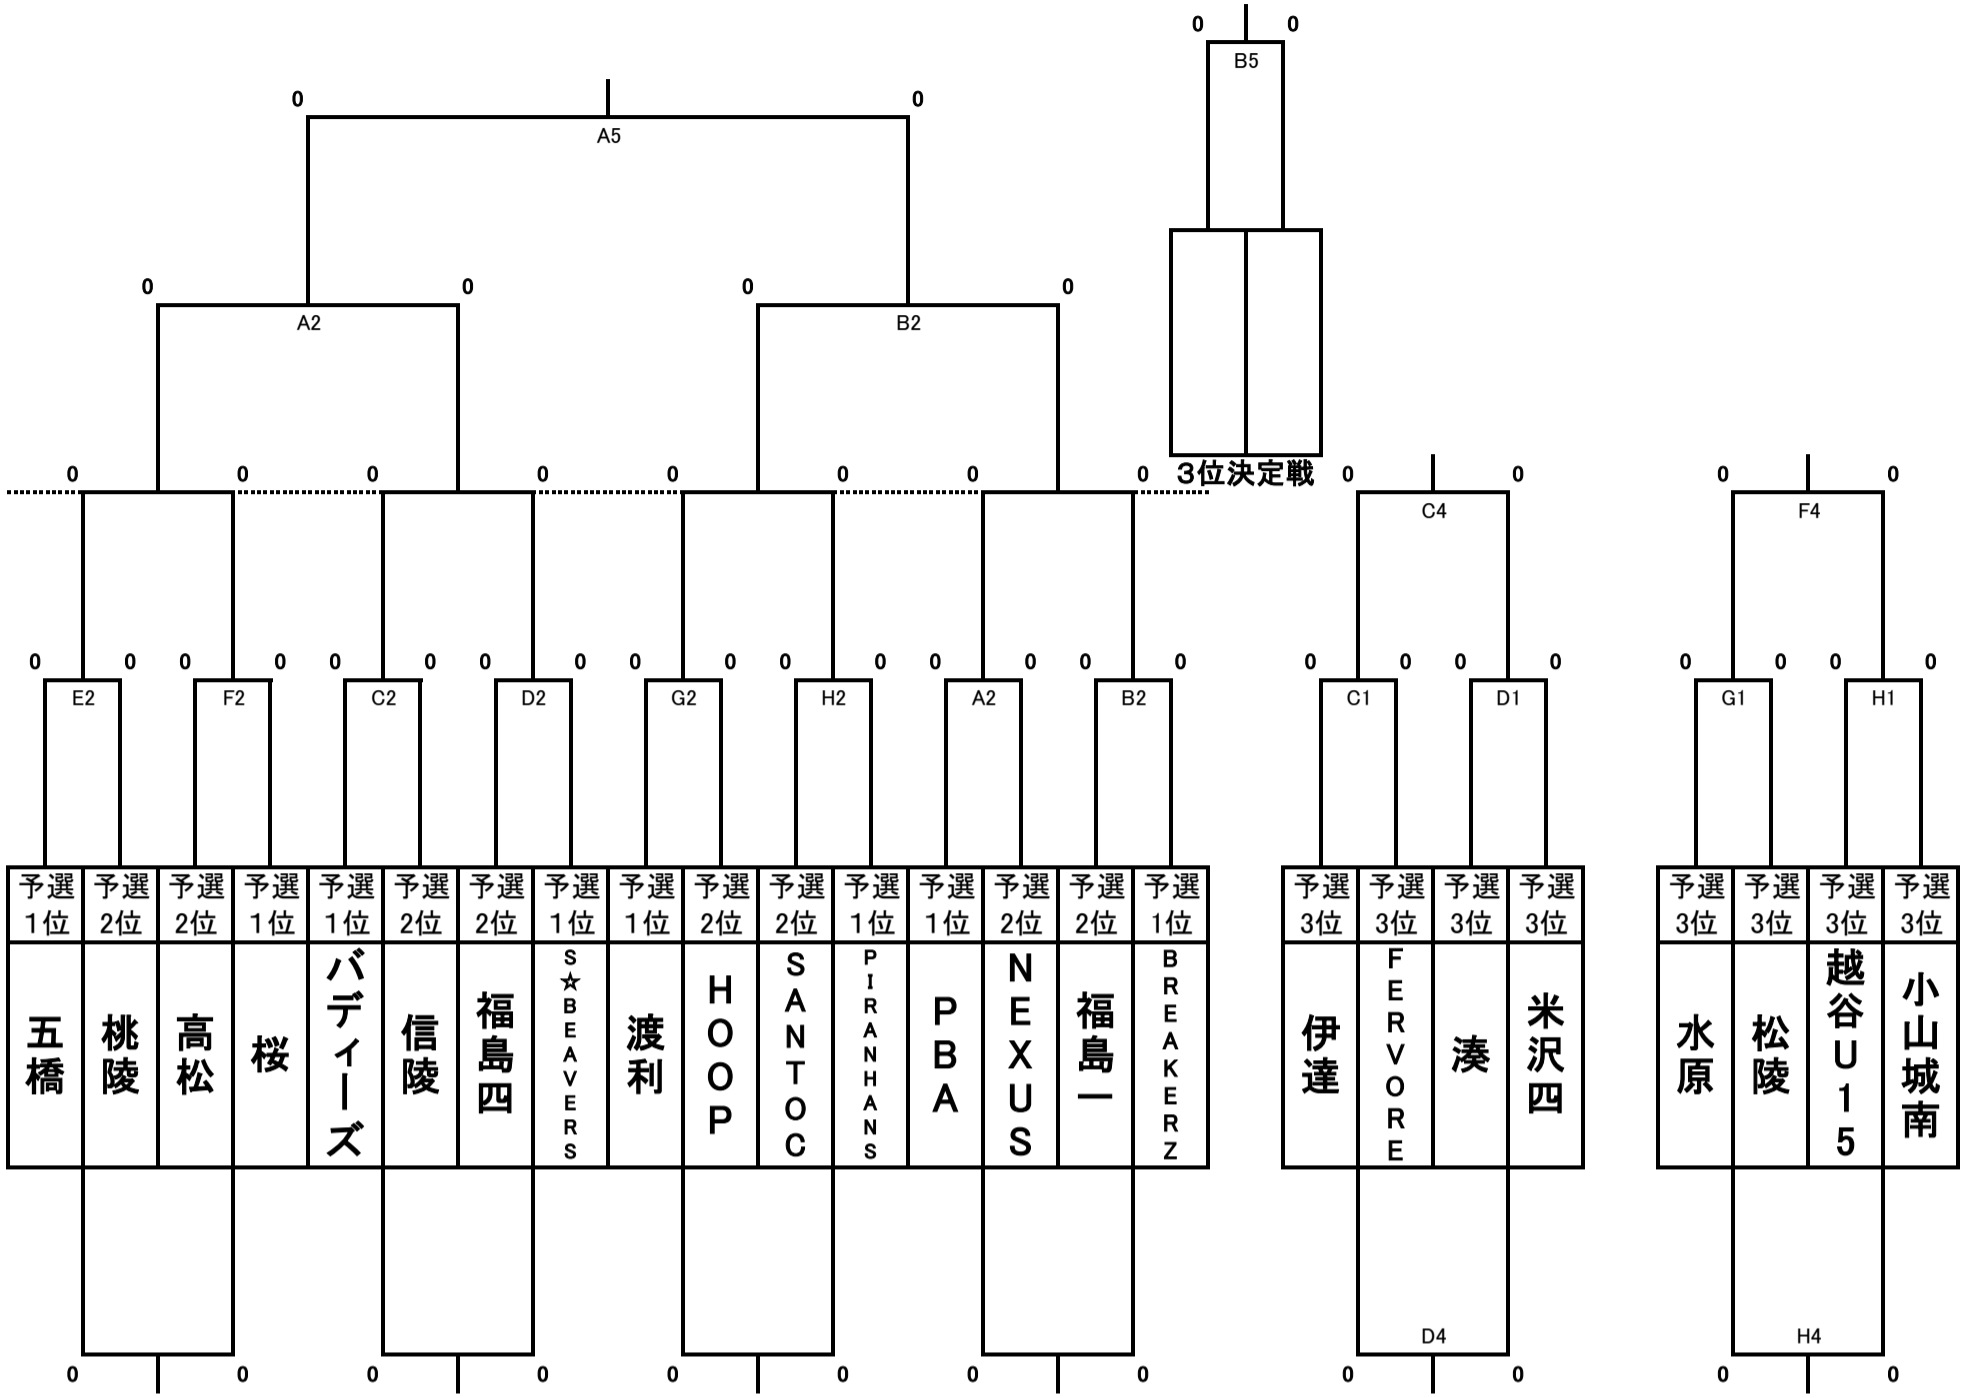 0 0
B5
0 0
A5
0 0 0 0
A2 B2
3位決定戦
0 0 0 0 0 0 0 0 0 0 0 0
C4 F4
0 0 0 0 0 0 0 0 0 0 0 0 0 0 0 0 0 0 0 0 0 0 0 0
E2 F2 C2 D2 G2 H2 A2 B2 C1 D1 G1 H1
予選 予選 予選 予選 予選 予選 予選 予選 予選 予選 予選 予選 予選 予選 予選 予選 予選 予選 予選 予選 予選 予選 予選 予選
1位 2位 2位 1位 1位 2位 2位 1位 1位 2位 2位 1位 1位 2位 2位 1位 3位 3位 3位 3位 3位 3位 3位 3位
五橋
桃陵
高松
桜
バディーズ
信陵
福島四
S☆BEAVERS
渡利
HOOP
SANTOC
PIRANHANS
PBA
NEXUS
福島一
BREAKERZ
伊達
FERVORE
湊
米沢四
水原
松陵
越谷U15
小山城南
D4 H4
0 0 0 0 0 0 0 0 0 0 0 0